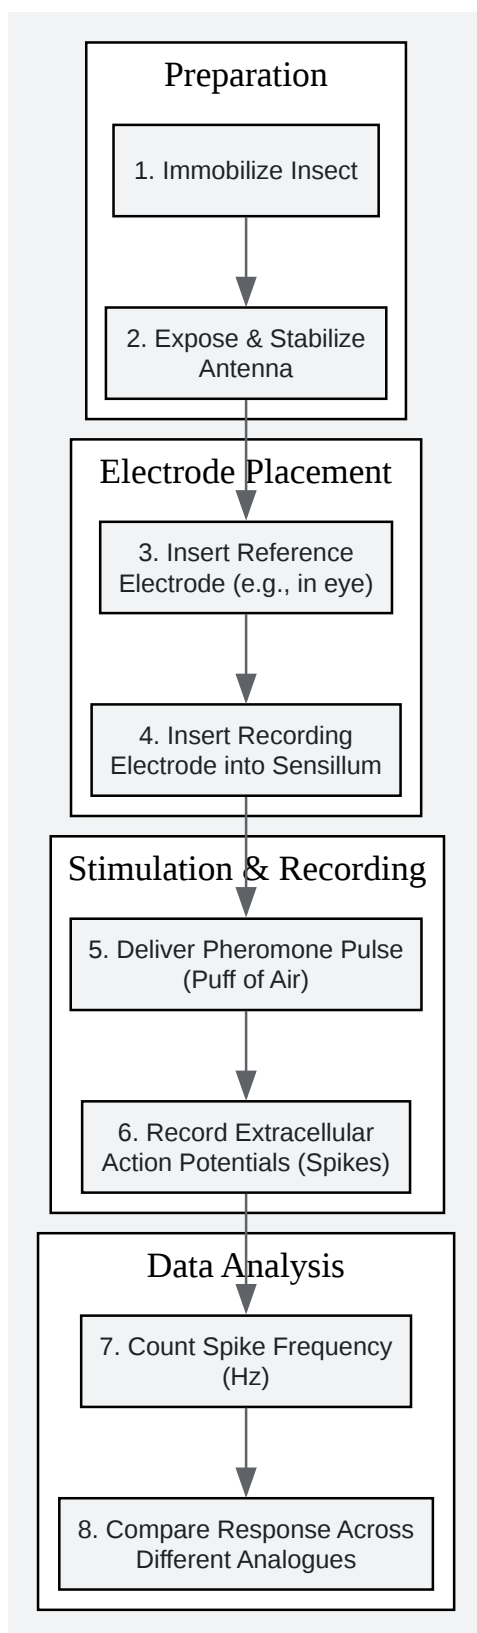 Preparation
1. Immobilize Insect
2. Expose & Stabilize
Antenna
Electrode Placement
3. Insert Reference
Electrode (e.g., in eye)
4. Insert Recording
Electrode into Sensillum
Stimulation & Recording
5. Deliver Pheromone Pulse
(Puff of Air)
6. Record Extracellular
Action Potentials (Spikes)
Data Analysis
7. Count Spike Frequency
(Hz)
8. Compare Response Across
Different Analogues